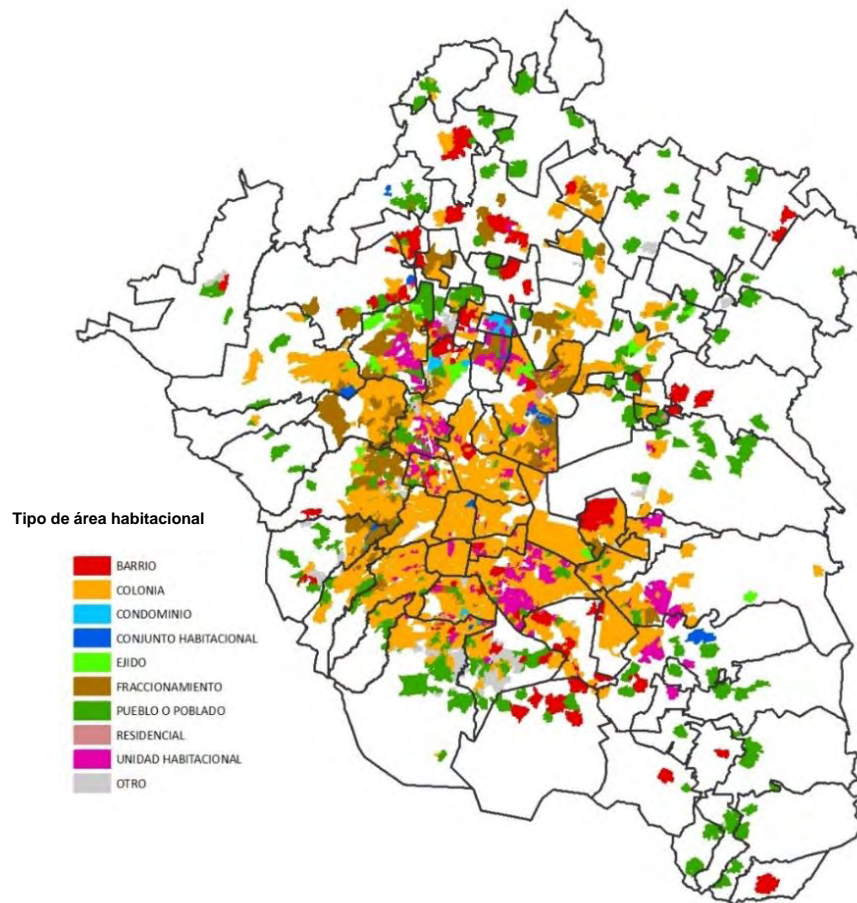 Tipo de área habitacional
BARRIO
COLONIA
CONDOMINIO
CONJUNTO HABITACIONAL
EJIDO
FRACCIONAMIENTO
PUEBLO O POBLADO
RESIDENCIAL
UNIDAD HABITACIONAL
OTRO